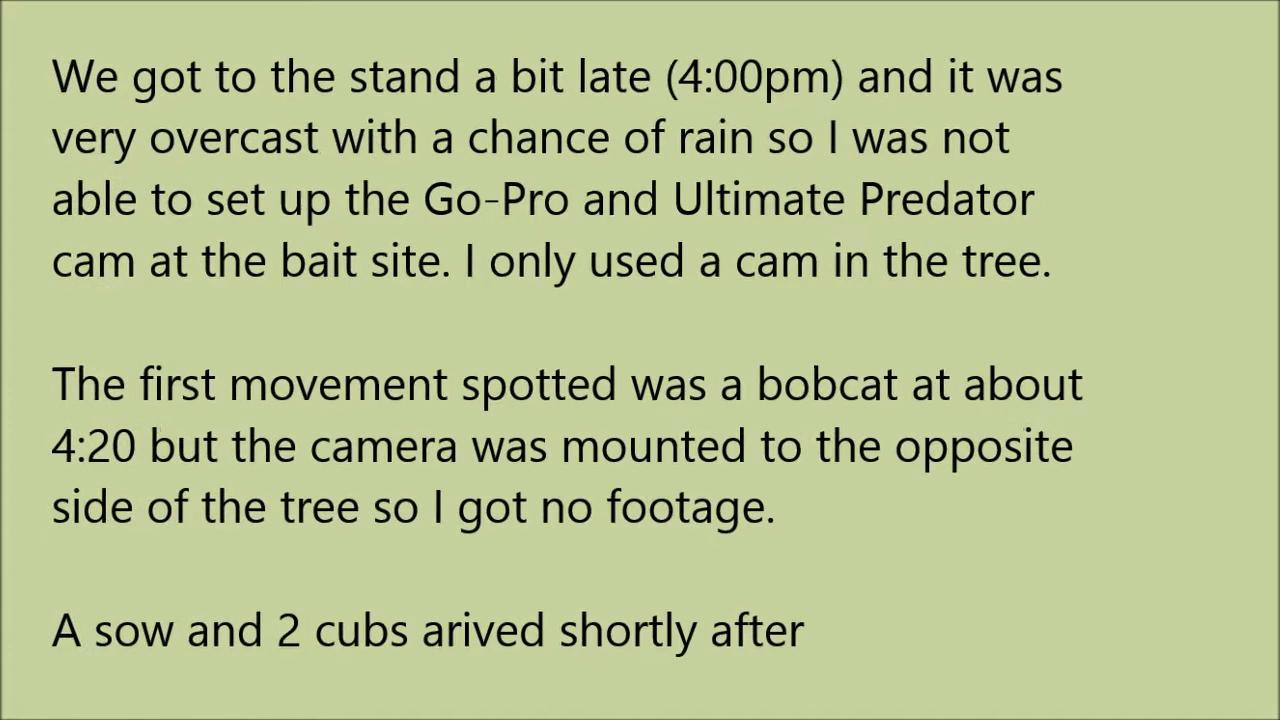 We got to the stand a bit late (4:00pm) and it was
very overcast with a chance of rain so I was not
able to set up the Go-Pro and Ultimate Predator
cam at the bait site. I only used a cam in the tree.
The first movement spotted was a bobcat at about
4:20 but the camera was mounted to the opposite
side of the tree so I got no footage.
A sow and 2 cubs arived shortly after